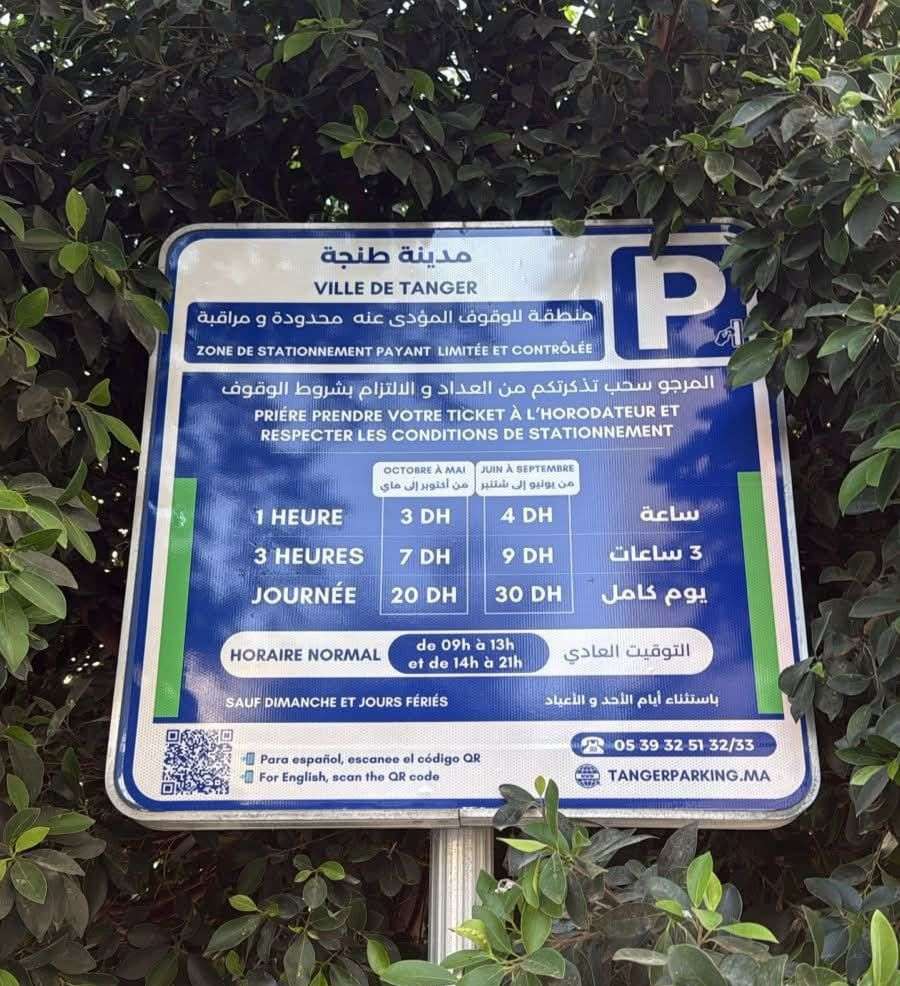 مدينة طنجة
VILLE DE TANGER
P
منطقة للوقوف المؤدى عنه محدودة و مراقبة
ZONE DE STATIONNEMENT PAYANT LIMITÉE ET CONTRÔLÉE
المرجو سحب تذكرتكم من العداد و الالتزام بشروط الوقوف
PRIÉRE PRENDRE VOTRE TICKET À L'HORODATEUR ET
RESPECTER LES CONDITIONS DE STATIONNEMENT
OCTOBRE À MAI JUIN À SEPTEMBRE
من أكتوبر إلى ماي من يونيو إلى شتنبر
1 HEURE 3 DH 4 DH ساعة
3 HEURES 7 DH 9 DH 3 ساعات
JOURNÉE 20 DH 30 DH يوم كامل
HORAIRE NORMAL de 09h à 13h et de 14h à 21h التوقيت العادي
SAUF DIMANCHE ET JOURS FÉRIÉS باستثناء أيام الأحد و الأعياد
Para español, escanee el código QR
For English, scan the QR code
05 39 32 51 32/33
TANGERPARKING.MA